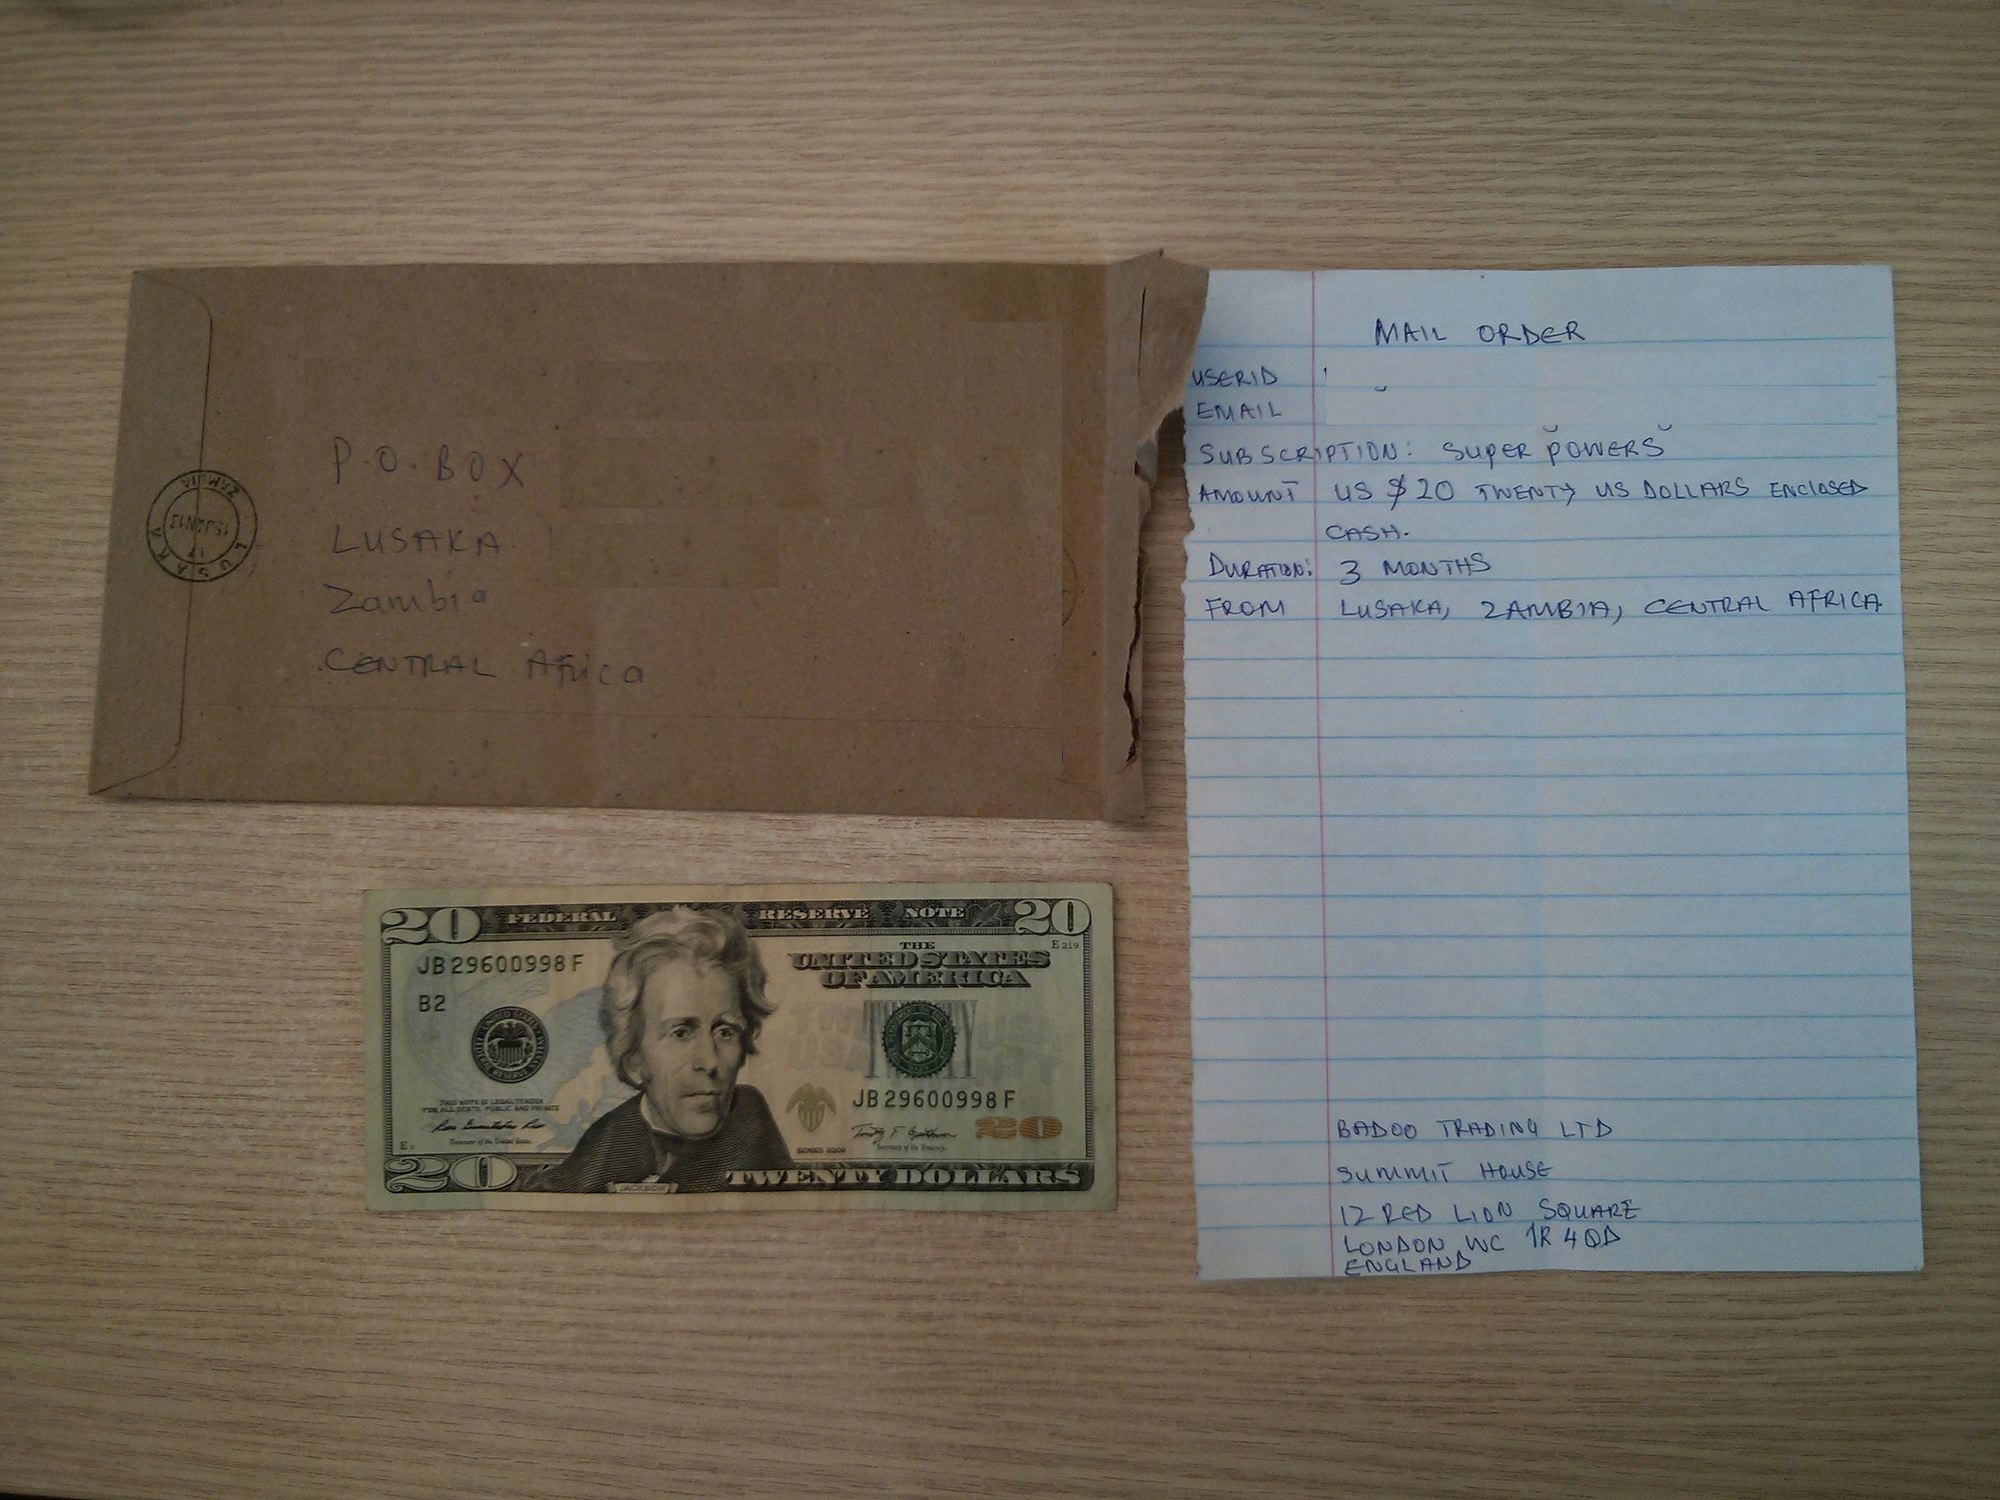 P.O. BOX
LUSAKA
Zambia
CENTRAL Africa
LUSAKA
17
15 JAN 13
ZAMBIA
MAIL ORDER
USERID
EMAIL
SUBSCRIPTION: SUPER POWERS
AMOUNT US $20 TWENTY US DOLLARS ENCLOSED
CASH.
DURATION: 3 MONTHS
FROM LUSAKA, ZAMBIA, CENTRAL AFRICA
BADOO TRADING LTD
SUMMIT HOUSE
12 RED LION SQUARE
LONDON WC 1R 4QD
ENGLAND
20 FEDERAL RESERVE NOTE 20
E 219
THE
UNITED STATES
OF AMERICA
JB 29600998 F
B2
THIS NOTE IS LEGAL TENDER
FOR ALL DEBTS, PUBLIC AND PRIVATE
Treasurer of the United States.
JB 29600998 F
20
Secretary of the Treasury.
SERIES 2009
20 JACKSON TWENTY DOLLARS